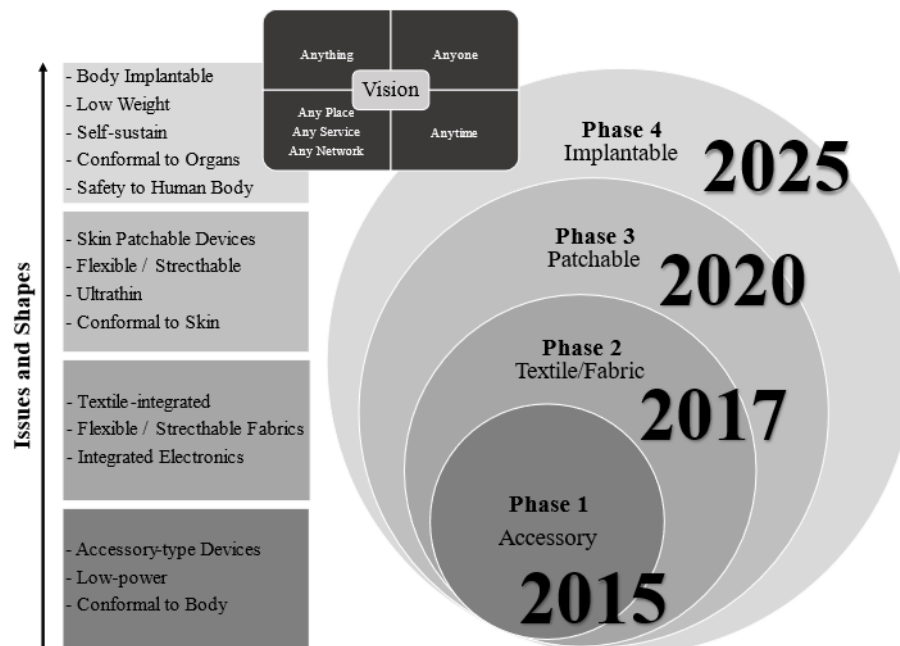 Anything
Anyone
Vision
Any Place
Any Service
Any Network
Anytime
Issues and Shapes
- Body Implantable
- Low Weight
- Self-sustain
- Conformal to Organs
- Safety to Human Body
- Skin Patchable Devices
- Flexible / Strecthable
- Ultrathin
- Conformal to Skin
- Textile-integrated
- Flexible / Strecthable Fabrics
- Integrated Electronics
- Accessory-type Devices
- Low-power
- Conformal to Body
Phase 4
Implantable
2025
Phase 3
Patchable
2020
Phase 2
Textile/Fabric
2017
Phase 1
Accessory
2015